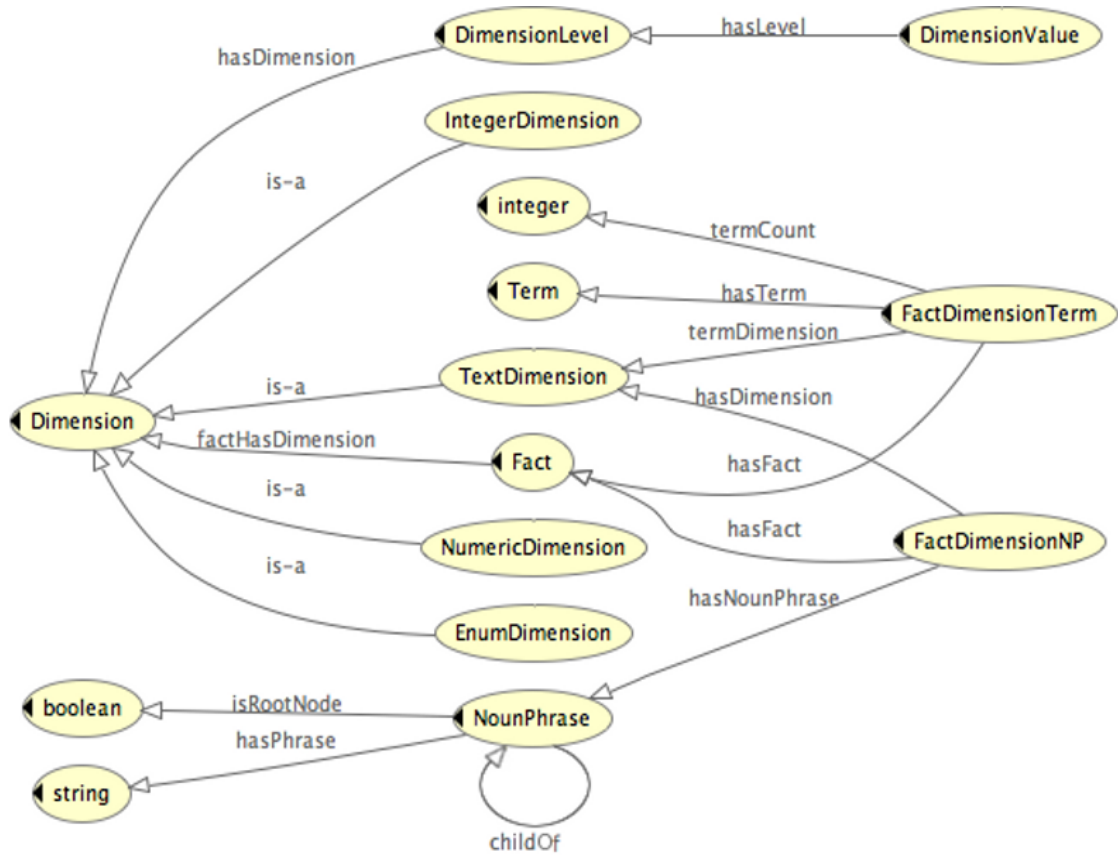 DimensionLevel
hasLevel
DimensionValue
hasDimension
IntegerDimension
is-a
integer
termCount
Term
hasTerm
FactDimensionTerm
termDimension
TextDimension
is-a
hasDimension
Dimension
factHasDimension
Fact
hasFact
is-a
hasFact
NumericDimension
FactDimensionNP
is-a
hasNounPhrase
EnumDimension
boolean
isRootNode
NounPhrase
hasPhrase
string
childOf